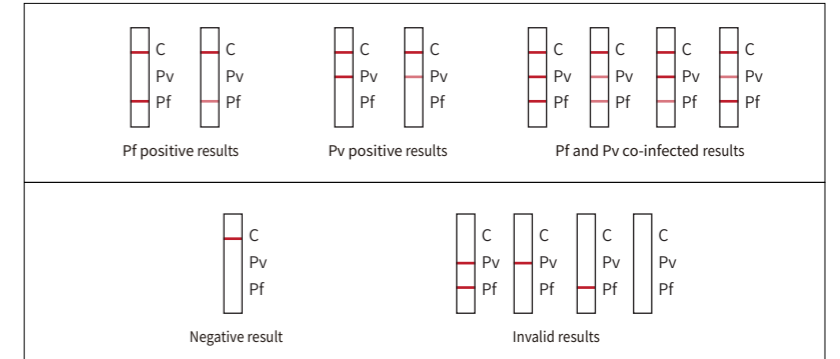 C C C C C C C C
Pv Pv Pv Pv Pv Pv Pv Pv
Pf Pf Pf Pf Pf Pf Pf Pf
Pf positive results Pv positive results Pf and Pv co-infected results
C C C C C
Pv Pv Pv Pv Pv
Pf Pf Pf Pf Pf
Negative result Invalid results